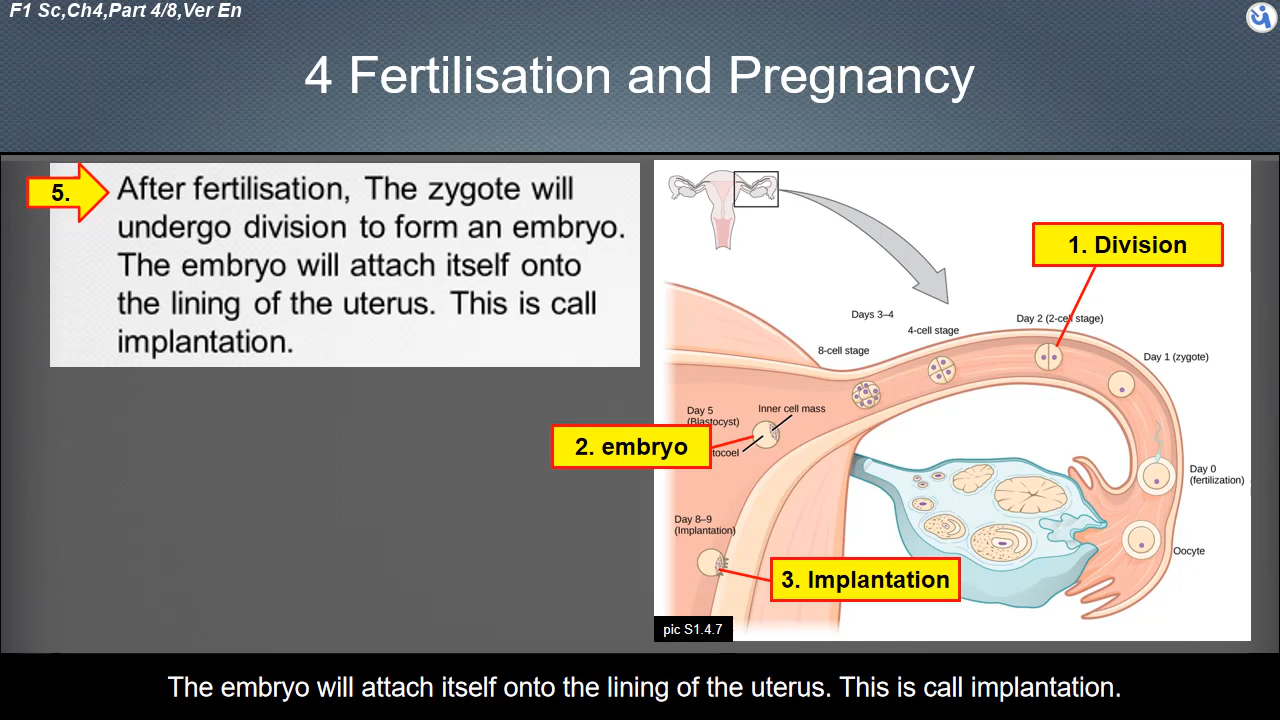 F1 Sc,Ch4,Part 4/8,Ver En
4 Fertilisation and Pregnancy
5.
After fertilisation, The zygote will
undergo division to form an embryo.
The embryo will attach itself onto
the lining of the uterus. This is call
implantation.
1. Division
Days 3–4
Day 2 (2-cell stage)
4-cell stage
8-cell stage
Day 1 (zygote)
Day 5
(Blastocyst)
Inner cell mass
2. embryo
Day 0
(fertilization)
Day 8–9
(Implantation)
Oocyte
3. Implantation
pic S1.4.7
The embryo will attach itself onto the lining of the uterus. This is call implantation.